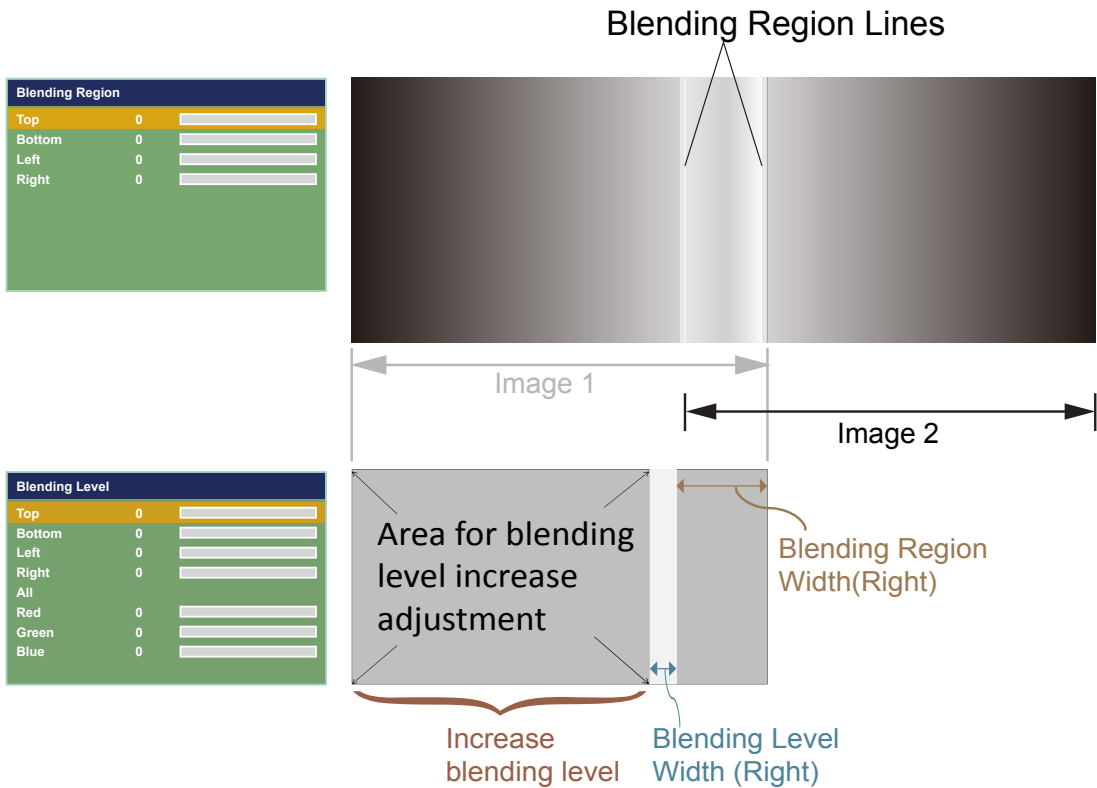 Blending Region Lines
Blending Region
Top 0
Bottom 0
Left 0
Right 0
Image 1
Image 2
Blending Level
Top 0
Bottom 0
Left 0
Right 0
All
Red 0
Green 0
Blue 0
Area for blending
level increase
adjustment
Blending Region
Width(Right)
Increase
blending level
Blending Level
Width (Right)